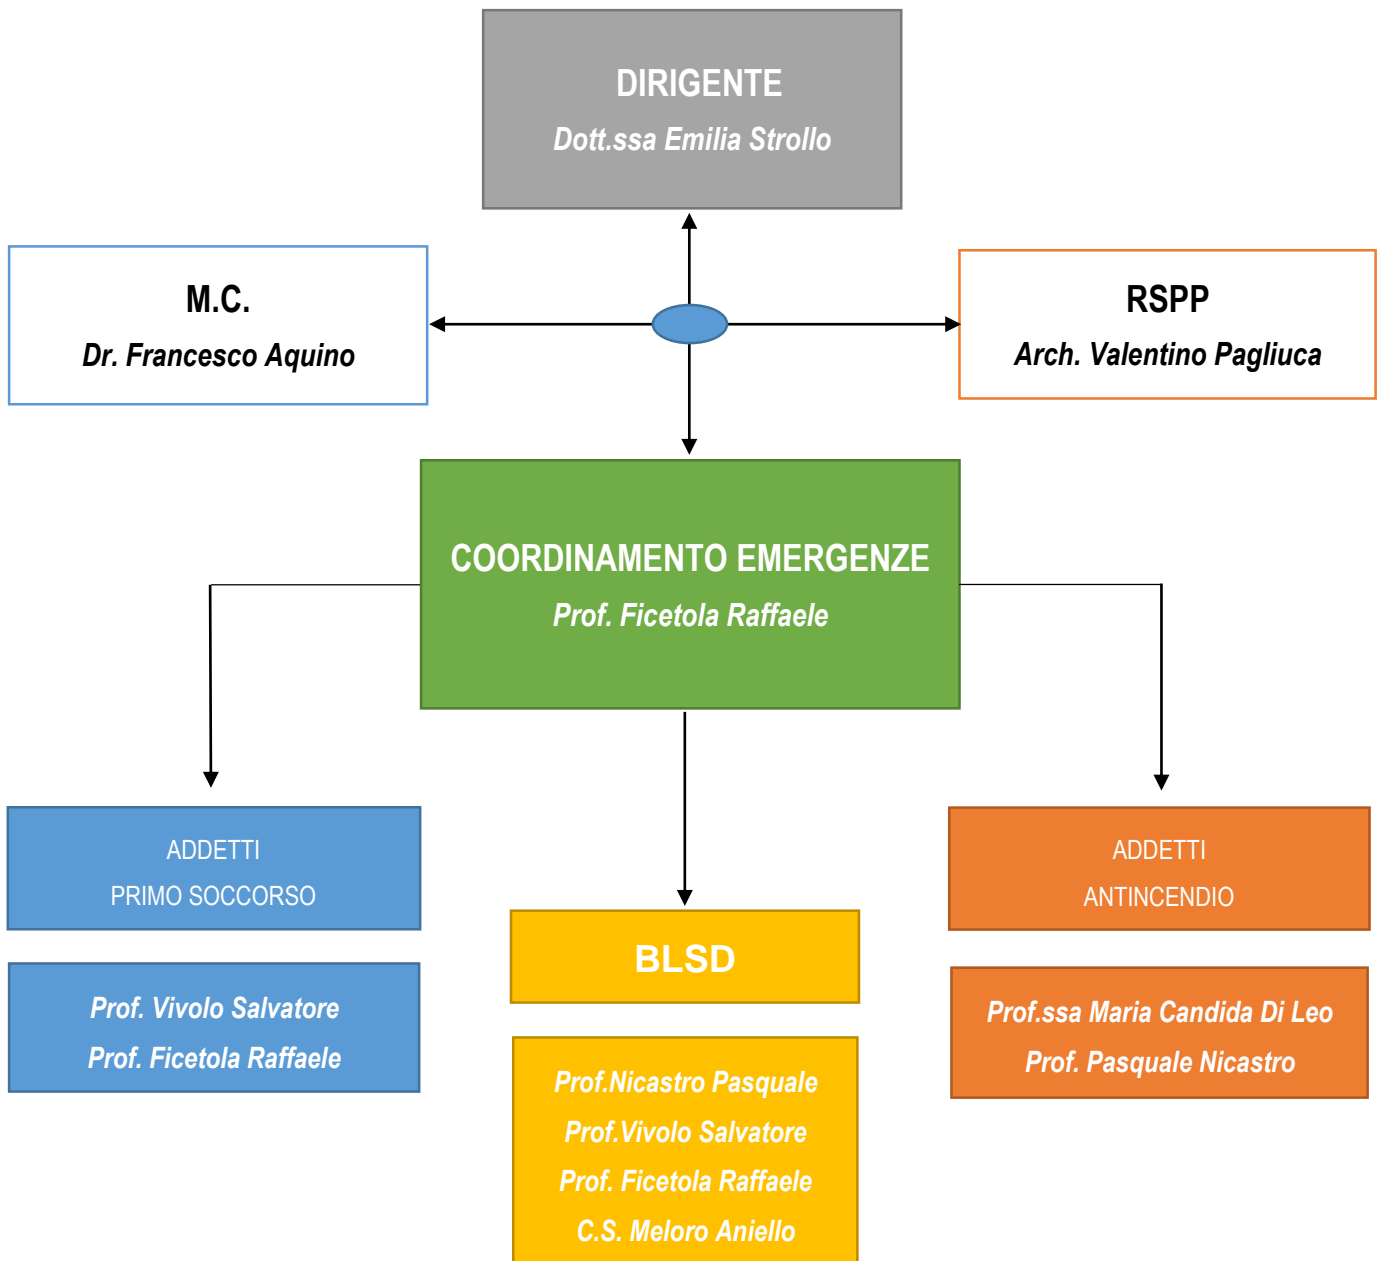 DIRIGENTE
Dott.ssa Emilia Strollo
M.C.
Dr. Francesco Aquino
RSPP
Arch. Valentino Pagliuca
COORDINAMENTO EMERGENZE
Prof. Ficetola Raffaele
ADDETTI
PRIMO SOCCORSO
Prof. Vivolo Salvatore
Prof. Ficetola Raffaele
BLSD
Prof.Nicastro Pasquale
Prof.Vivolo Salvatore
Prof. Ficetola Raffaele
C.S. Meloro Aniello
ADDETTI
ANTINCENDIO
Prof.ssa Maria Candida Di Leo
Prof. Pasquale Nicastro